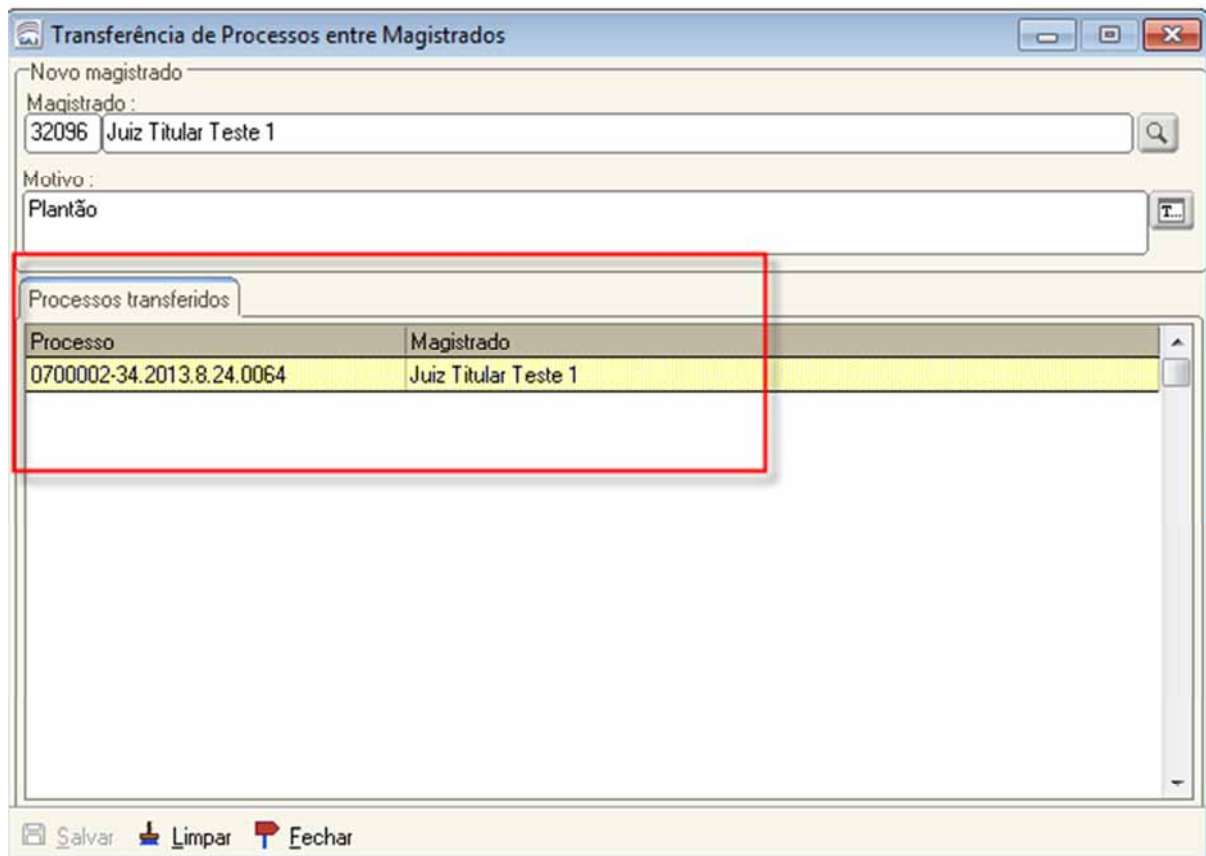 Transferência de Processos entre Magistrados
Novo magistrado
Magistrado :
32096 Juiz Titular Teste 1
Motivo :
Plantão
T...
Processos transferidos
Processo Magistrado
0700002-34.2013.8.24.0064 Juiz Titular Teste 1
Salvar Limpar Fechar